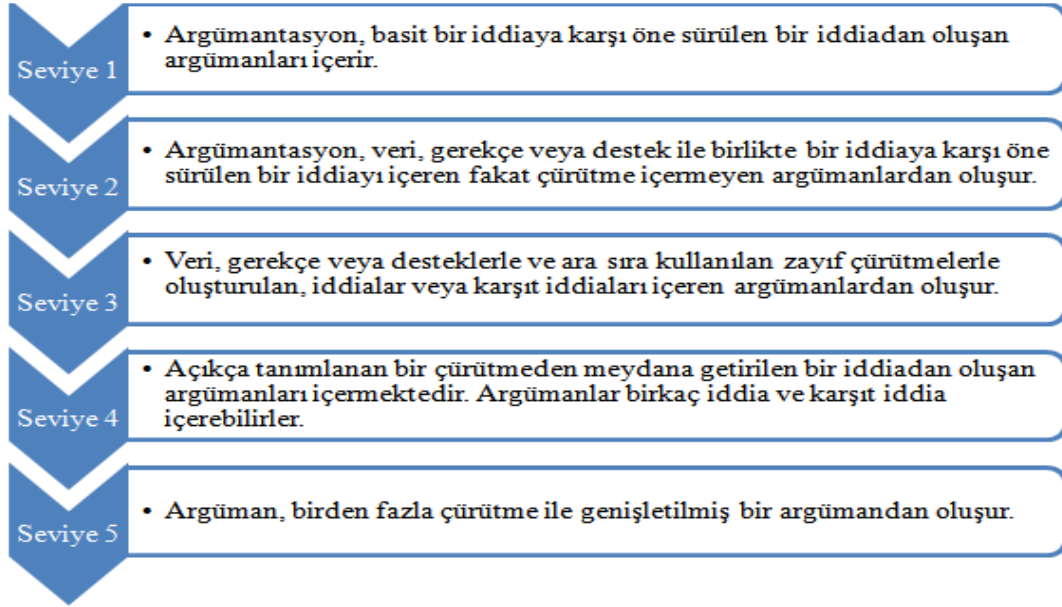 Seviye 1
• Argümantasyon, basit bir iddiaya karşı öne sürülen bir iddiadan oluşan
argümanları içerir.
Seviye 2
• Argümantasyon, veri, gerekçe veya destek ile birlikte bir iddiaya karşı öne
sürülen bir iddiayı içeren fakat çürütme içermeyen argümanlardan oluşur.
Seviye 3
• Veri, gerekçe veya desteklerle ve ara sıra kullanılan zayıf çürütmelerle
oluşturulan, iddialar veya karşıt iddiaları içeren argümanlardan oluşur.
Seviye 4
• Açıkça tanımlanan bir çürütmeden meydana getirilen bir iddiadan oluşan
argümanları içermektedir. Argümanlar birkaç iddia ve karşıt iddia
içerebilirler.
Seviye 5
• Argüman, birden fazla çürütme ile genişletilmiş bir argümandan oluşur.